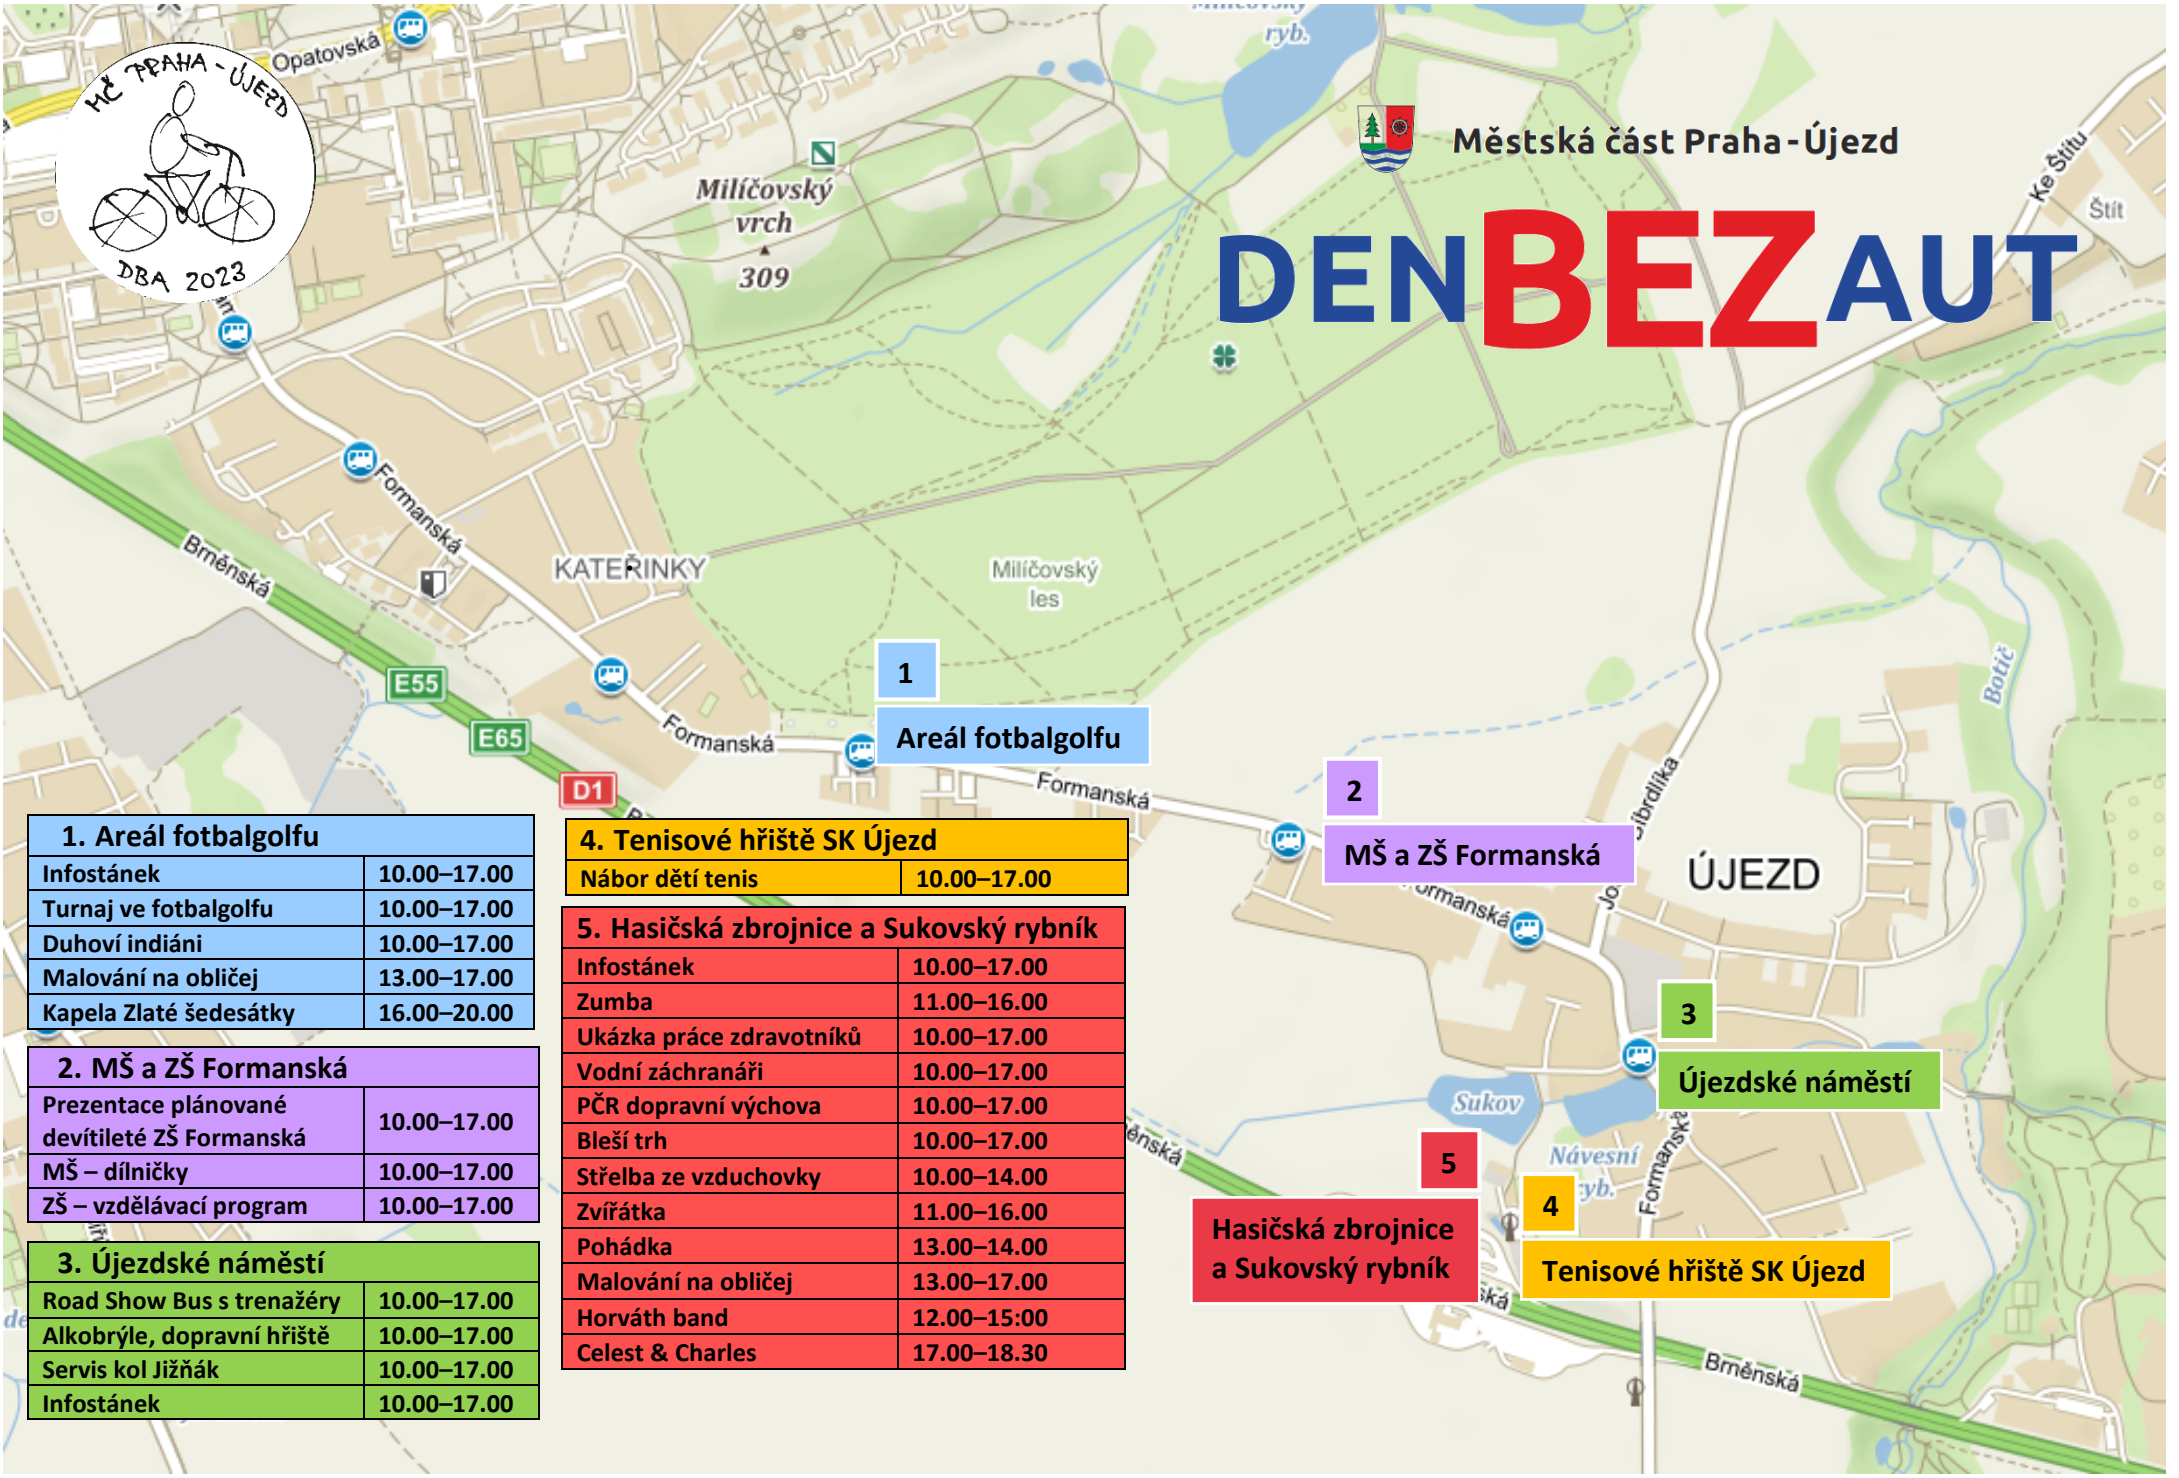 Opatovská
Milíčovský
ryb.
MČ PRAHA - ÚJEZD
DBA 2023
Městská část Praha-Újezd
DEN BEZ AUT
Ke Štítu
Štít
Milíčovský
vrch
309
Formanská
Brněnská
KATEŘINKY
Milíčovský
les
E55
E65
D1
Formanská
Formanská
Formanská
Botič
ÚJEZD
1
Areál fotbalgolfu
2
MŠ a ZŠ Formanská
3
Újezdské náměstí
Sukov
Návesní
ryb.
Formanská
5
Hasičská zbrojnice
a Sukovský rybník
4
Tenisové hřiště SK Újezd
Brněnská
1. Areál fotbalgolfu
Infostánek 10.00–17.00
Turnaj ve fotbalgolfu 10.00–17.00
Duhoví indiáni 10.00–17.00
Malování na obličej 13.00–17.00
Kapela Zlaté šedesátky 16.00–20.00
2. MŠ a ZŠ Formanská
Prezentace plánované
devítileté ZŠ Formanská 10.00–17.00
MŠ – dílničky 10.00–17.00
ZŠ – vzdělávací program 10.00–17.00
3. Újezdské náměstí
Road Show Bus s trenažéry 10.00–17.00
Alkobrýle, dopravní hřiště 10.00–17.00
Servis kol Jižňák 10.00–17.00
Infostánek 10.00–17.00
4. Tenisové hřiště SK Újezd
Nábor dětí tenis 10.00–17.00
5. Hasičská zbrojnice a Sukovský rybník
Infostánek 10.00–17.00
Zumba 11.00–16.00
Ukázka práce zdravotníků 10.00–17.00
Vodní záchranáři 10.00–17.00
PČR dopravní výchova 10.00–17.00
Bleší trh 10.00–17.00
Střelba ze vzduchovky 10.00–14.00
Zvířátka 11.00–16.00
Pohádka 13.00–14.00
Malování na obličej 13.00–17.00
Horváth band 12.00–15:00
Celest & Charles 17.00–18.30